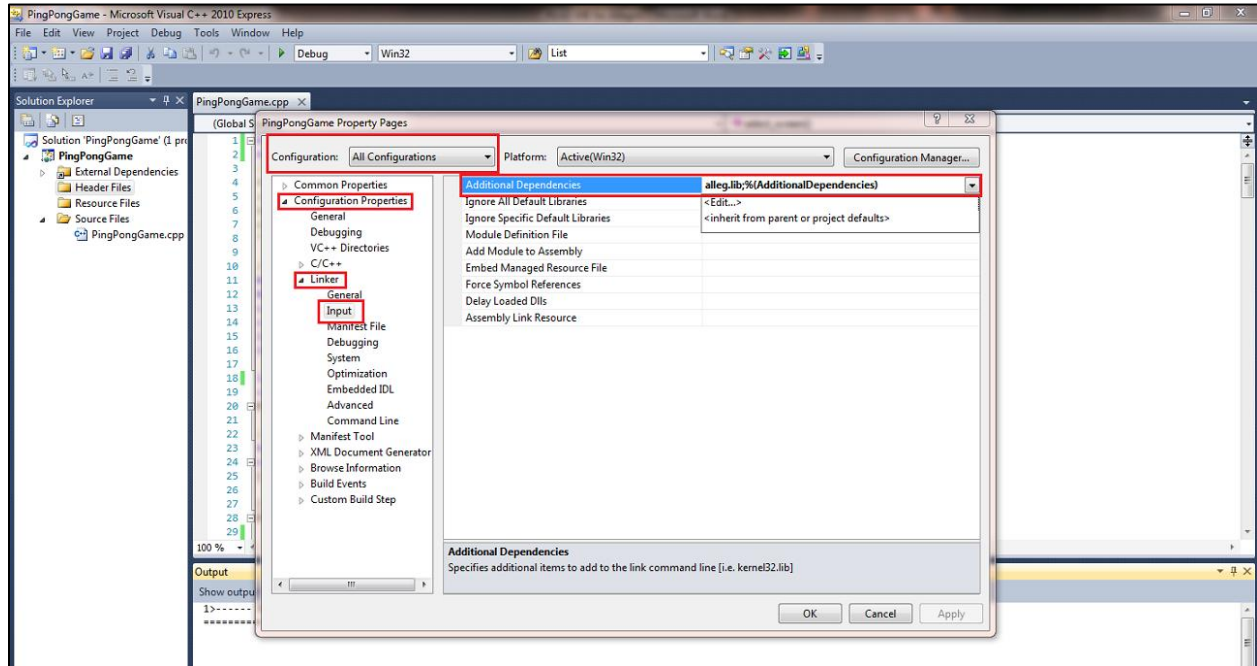 PingPongGame - Microsoft Visual C++ 2010 Express
File Edit View Project Debug Tools Window Help
Debug Win32 List
Solution Explorer
PingPongGame.cpp
(Global S
Solution 'PingPongGame' (1 pro
PingPongGame
External Dependencies
Header Files
Resource Files
Source Files
PingPongGame.cpp
1
2
3
4
5
6
7
8
9
10
11
12
13
14
15
16
17
18
19
20
21
22
23
24
25
26
27
28
29
100 %
PingPongGame Property Pages
Configuration: All Configurations Platform: Active(Win32) Configuration Manager...
Common Properties
Configuration Properties
General
Debugging
VC++ Directories
C/C++
Linker
General
Input
Manifest File
Debugging
System
Optimization
Embedded IDL
Advanced
Command Line
Manifest Tool
XML Document Generator
Browse Information
Build Events
Custom Build Step
Additional Dependencies alleg.lib;%(AdditionalDependencies)
Ignore All Default Libraries <Edit...>
Ignore Specific Default Libraries <inherit from parent or project defaults>
Module Definition File
Add Module to Assembly
Embed Managed Resource File
Force Symbol References
Delay Loaded Dlls
Assembly Link Resource
Additional Dependencies
Specifies additional items to add to the link command line [i.e. kernel32.lib]
OK Cancel Apply
Output
Show outpu
1>------
=========